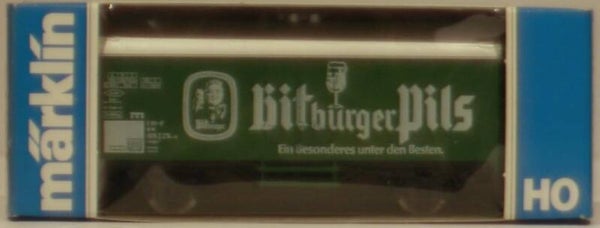 märklin
Bitburger Pils
Ein Besonderes unter den Besten.
HO